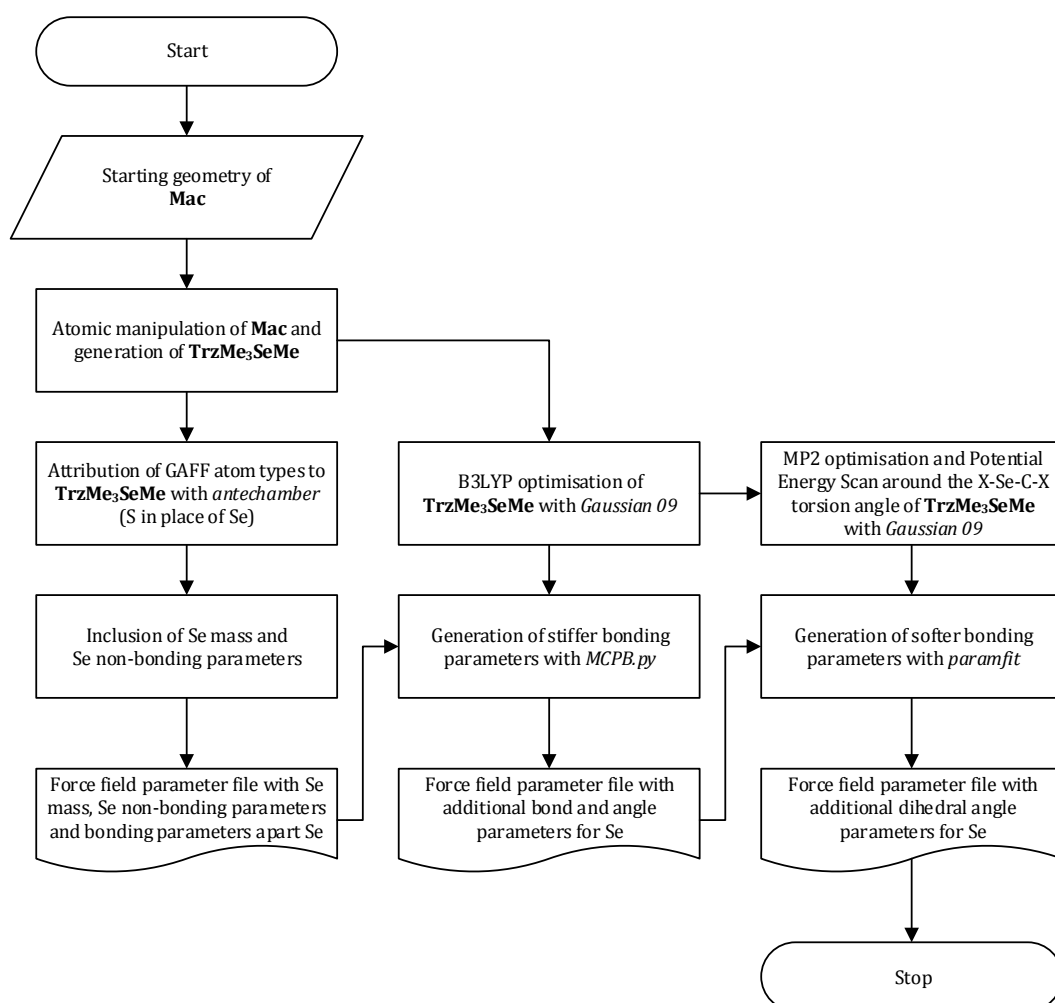 Start
Starting geometry of
Mac
Atomic manipulation of Mac and
generation of TrzMe₃SeMe
Attribution of GAFF atom types to
TrzMe₃SeMe with antechamber
(S in place of Se)
B3LYP optimisation of
TrzMe₃SeMe with Gaussian 09
MP2 optimisation and Potential
Energy Scan around the X-Se-C-X
torsion angle of TrzMe₃SeMe
with Gaussian 09
Inclusion of Se mass and
Se non-bonding parameters
Generation of stiffer bonding
parameters with MCPB.py
Generation of softer bonding
parameters with paramfit
Force field parameter file with Se
mass, Se non-bonding parameters
and bonding parameters apart Se
Force field parameter file with
additional bond and angle
parameters for Se
Force field parameter file with
additional dihedral angle
parameters for Se
Stop